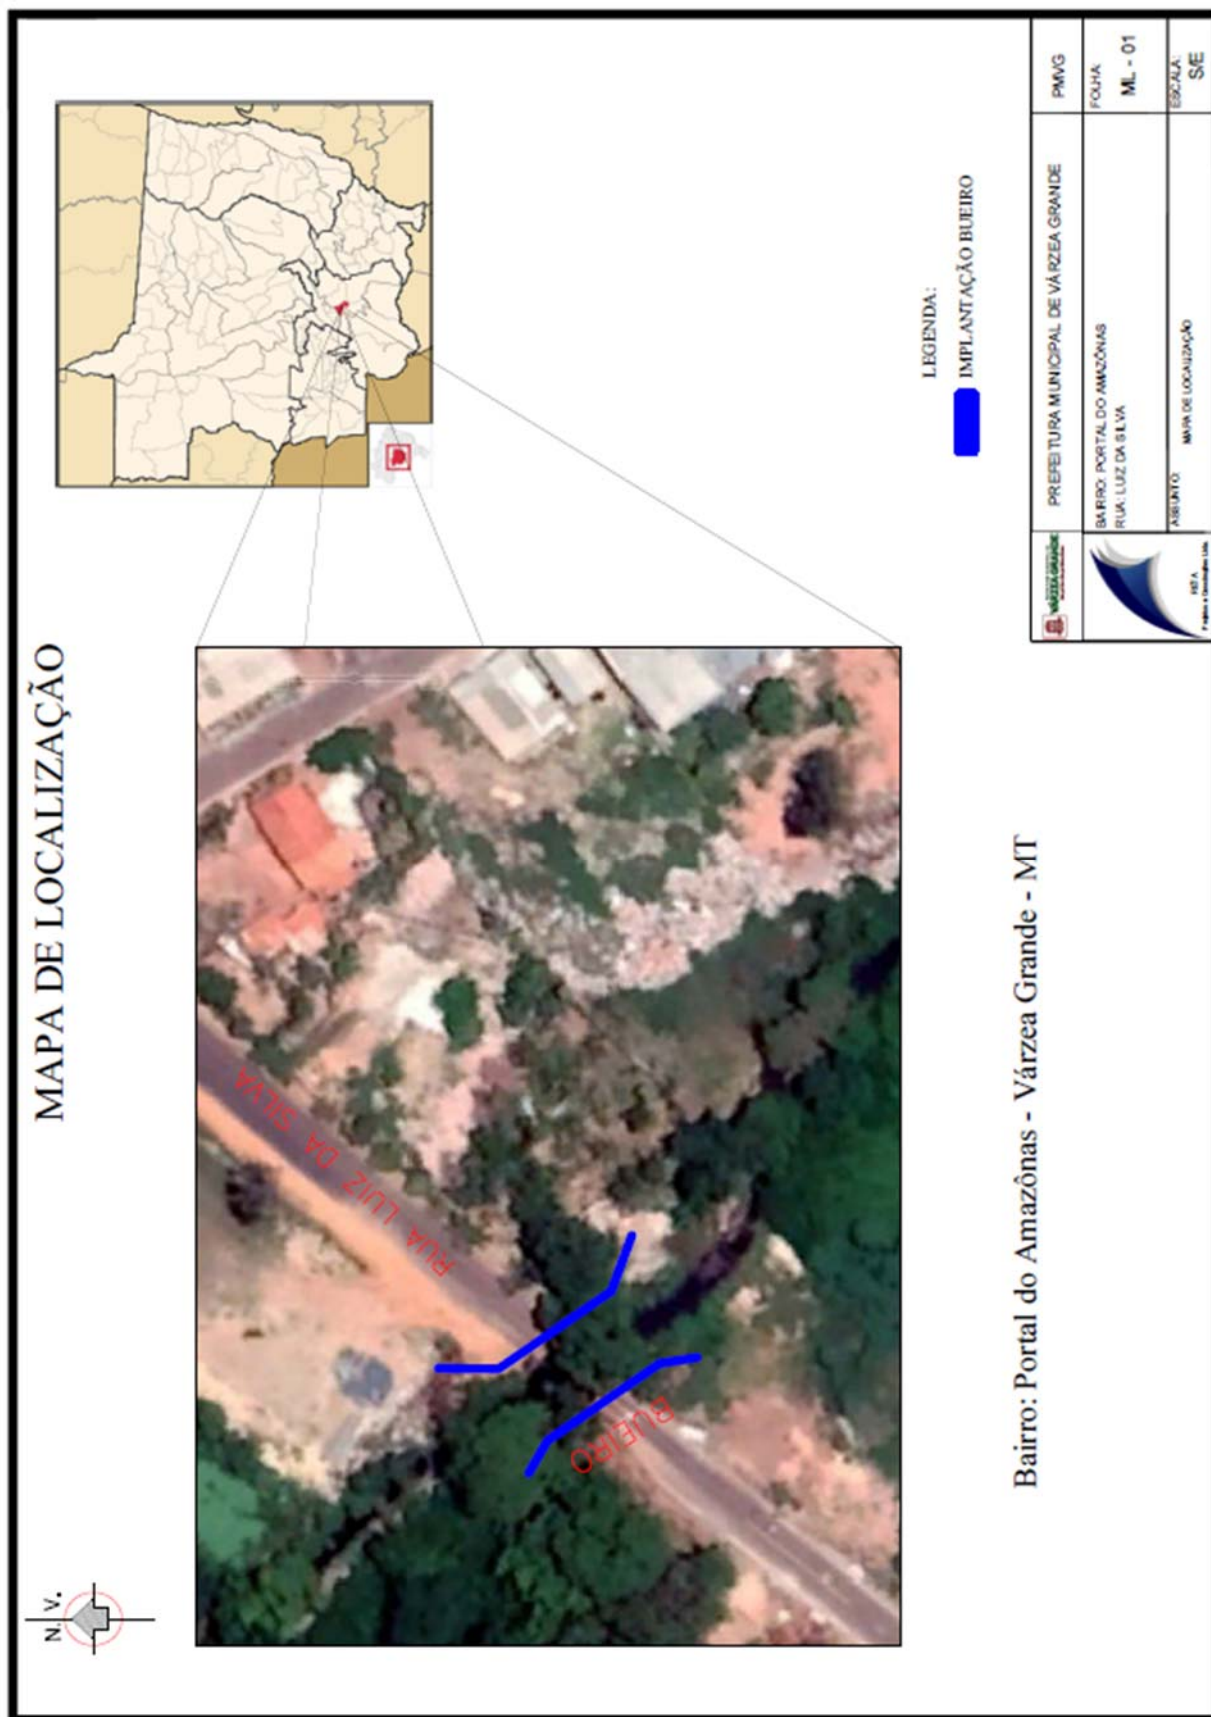 MAPA DE LOCALIZAÇÃO
N. V.
RUA LUIZ DA SILVA
BUEIRO
LEGENDA:
IMPLANTAÇÃO BUEIRO
Bairro: Portal do Amazônas - Várzea Grande - MT
VÁRZEA GRANDE
PREFEITURA MUNICIPAL DE VÁRZEA GRANDE
PMVG
BAIRRO: PORTAL DO AMAZÔNAS
RUA: LUIZ DA SILVA
FOLHA:
ML - 01
ASSUNTO:
MAPA DE LOCALIZAÇÃO
ESCALA:
S/E